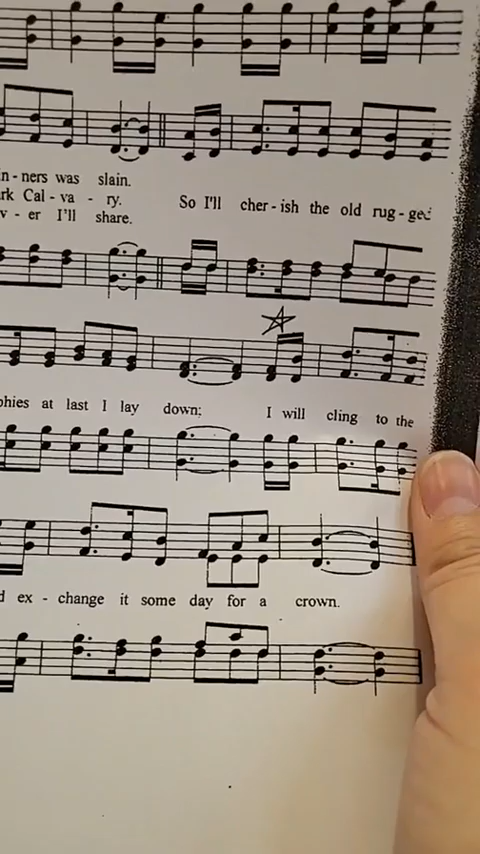 n - ners was slain.
rk Cal - va - ry. So I'll cher - ish the old rug - ged
v - er I'll share.
phies at last I lay down; I will cling to the
d ex - change it some day for a crown.